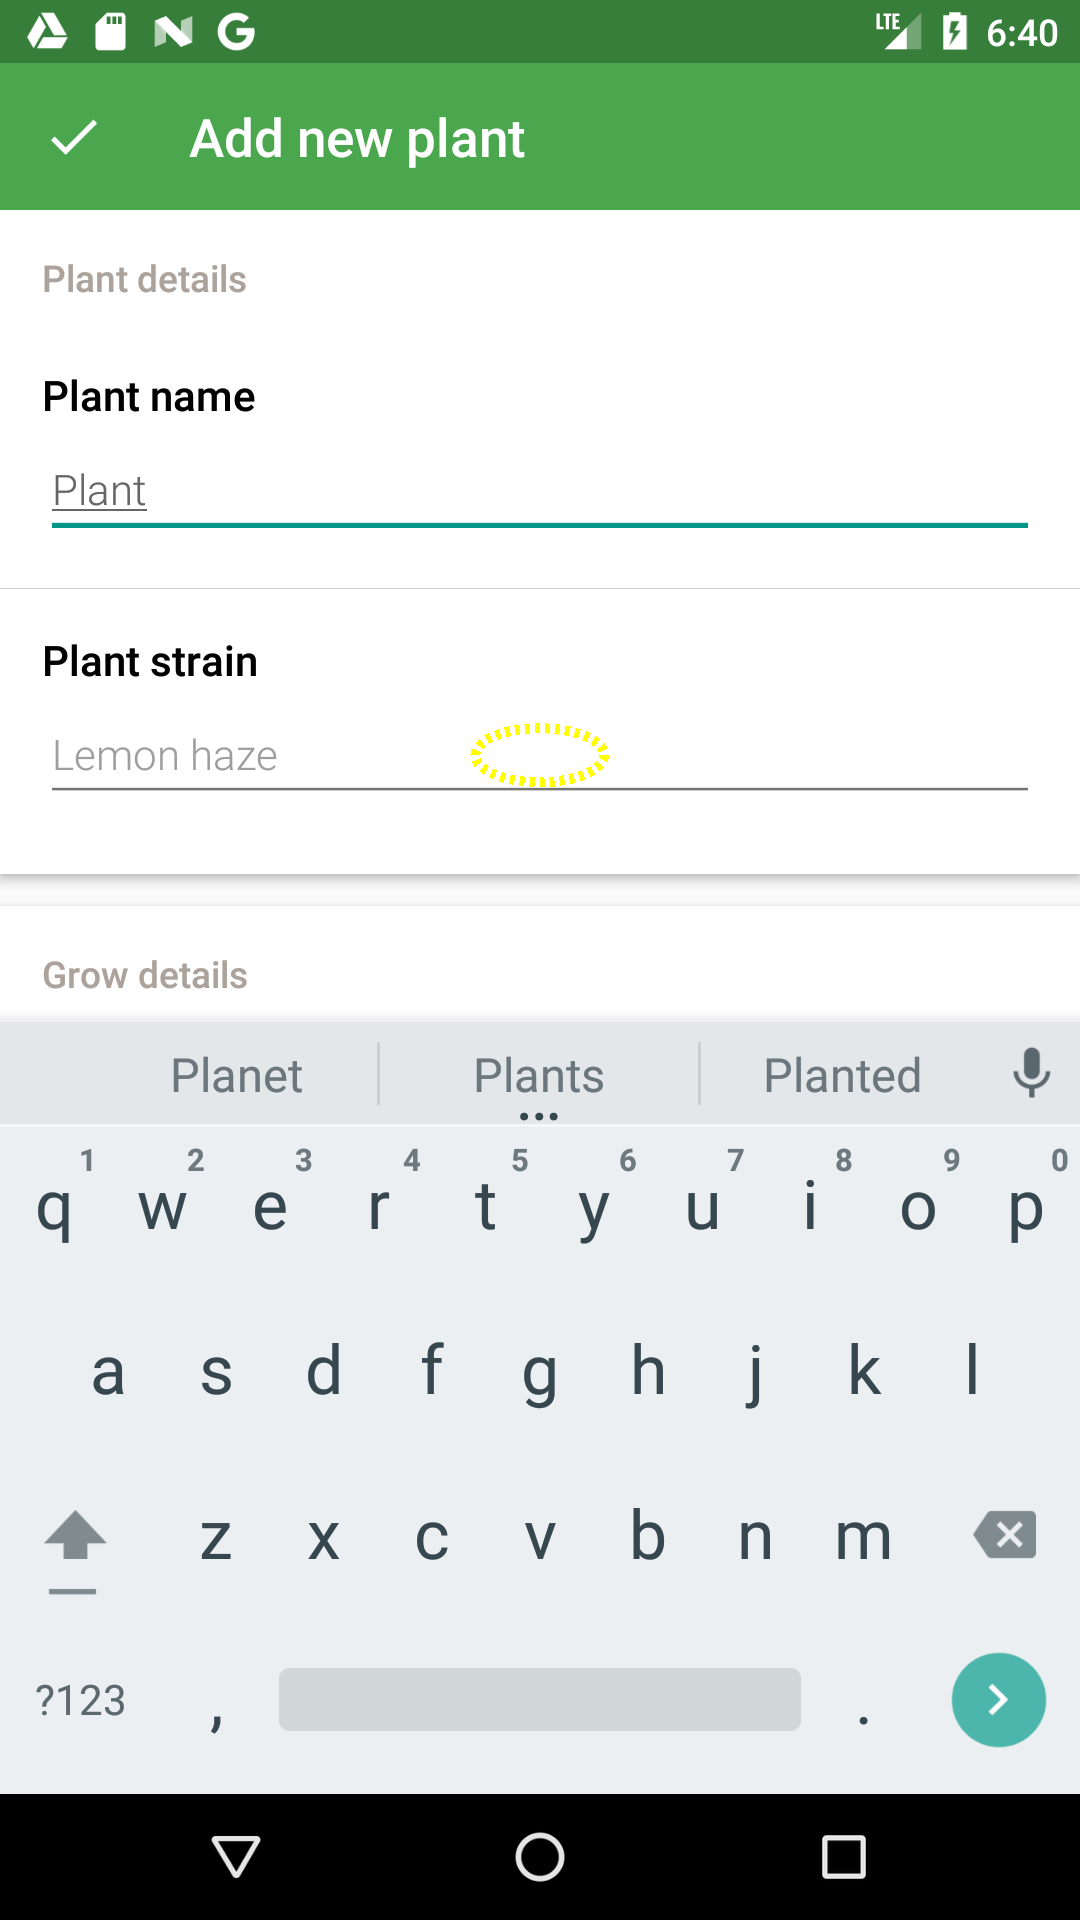 LTE 6:40
Add new plant
Plant details
Plant name
Plant
Plant strain
Lemon haze
Grow details
Planet Plants Planted
1 2 3 4 5 6 7 8 9 0
q w e r t y u i o p
a s d f g h j k l
z x c v b n m
?123 , .